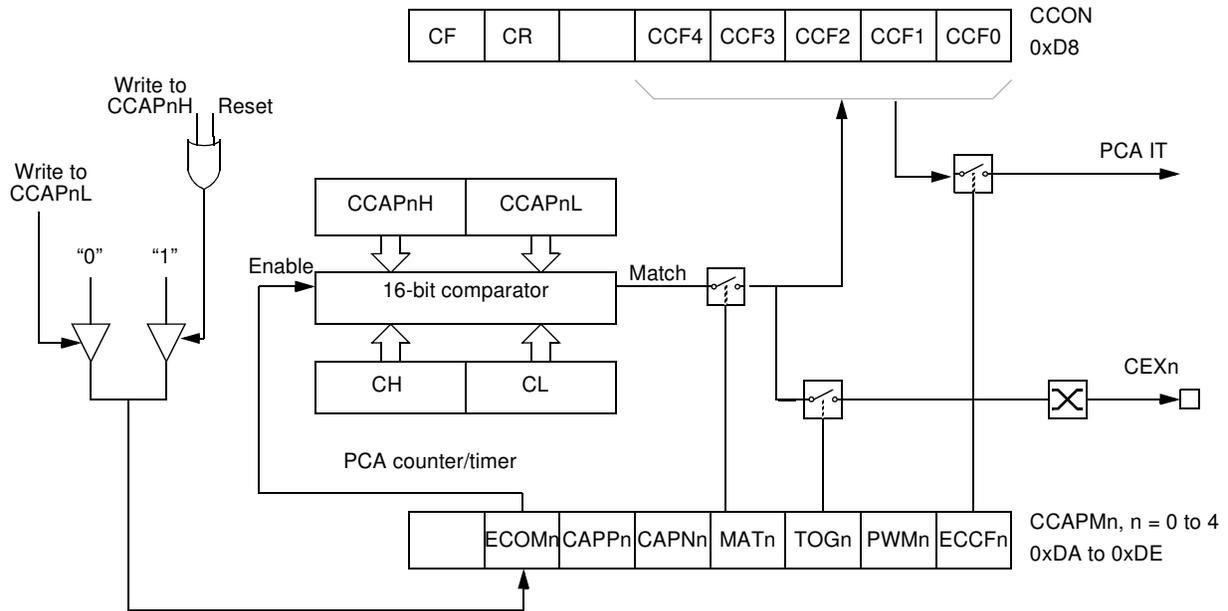 CF CR CCF4 CCF3 CCF2 CCF1 CCF0
CCON
0xD8
Write to
CCAPnH
Reset
Write to
CCAPnL
PCA IT
CCAPnH CCAPnL
“0” “1”
Enable
16-bit comparator
Match
CH CL
CEXn
PCA counter/timer
ECOMn CAPPn CAPNn MATn TOGn PWMn ECCFn
CCAPMn, n = 0 to 4
0xDA to 0xDE